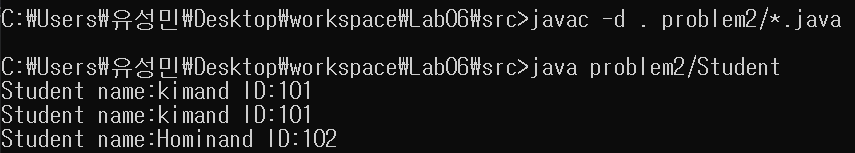 C:₩Users₩유성민₩Desktop₩workspace₩Lab06₩src>javac -d . problem2/*.java
C:₩Users₩유성민₩Desktop₩workspace₩Lab06₩src>java problem2/Student
Student name:kimand ID:101
Student name:kimand ID:101
Student name:Hominand ID:102